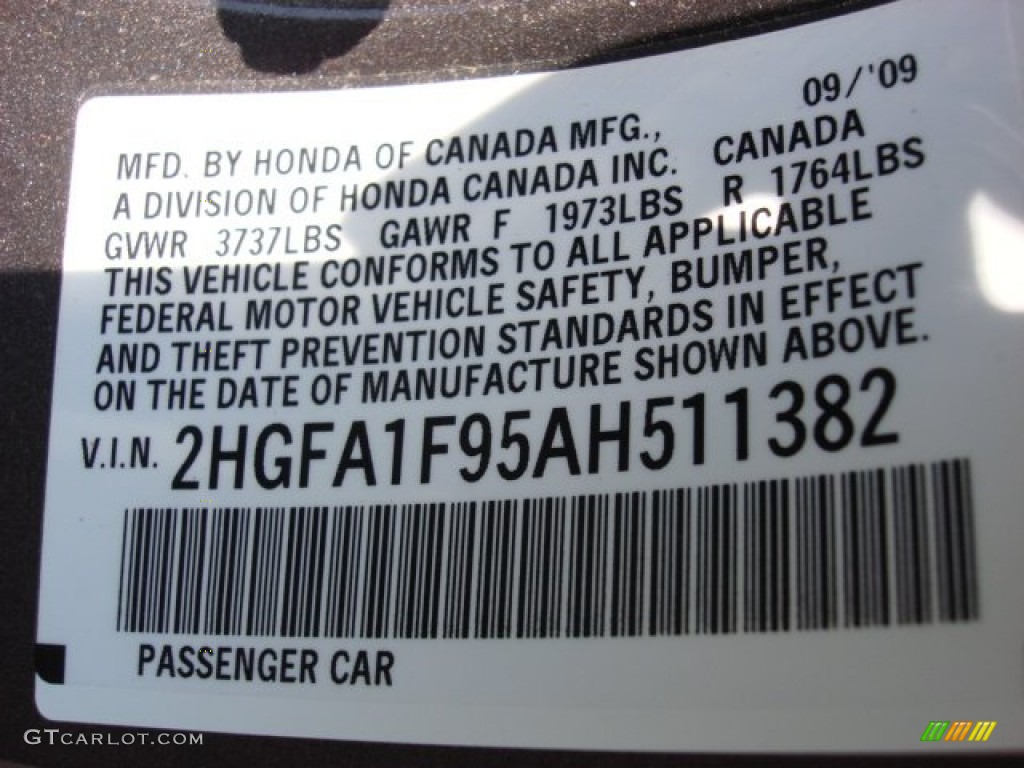 09/'09
MFD. BY HONDA OF CANADA MFG.,
A DIVISION OF HONDA CANADA INC. CANADA
GVWR 3737LBS GAWR F 1973LBS R 1764LBS
THIS VEHICLE CONFORMS TO ALL APPLICABLE
FEDERAL MOTOR VEHICLE SAFETY, BUMPER,
AND THEFT PREVENTION STANDARDS IN EFFECT
ON THE DATE OF MANUFACTURE SHOWN ABOVE.
V.I.N. 2HGFA1F95AH511382
PASSENGER CAR
GTCARLOT.COM